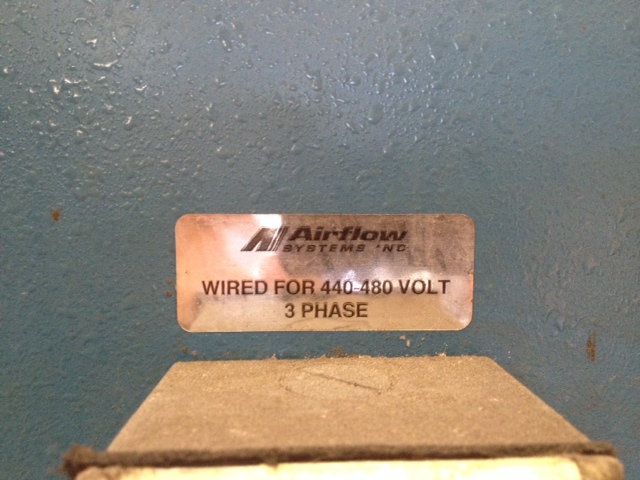 Airflow
SYSTEMS INC
WIRED FOR 440-480 VOLT
3 PHASE